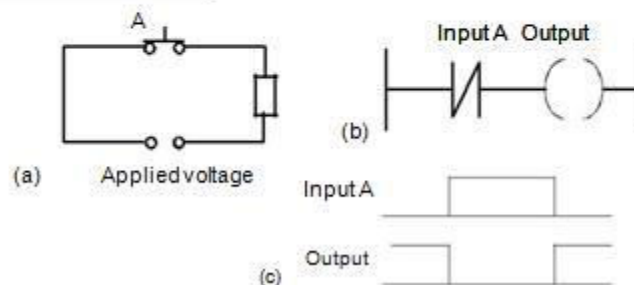 A
(a) Applied voltage
Input A Output
(b)
Input A
Output
(c)